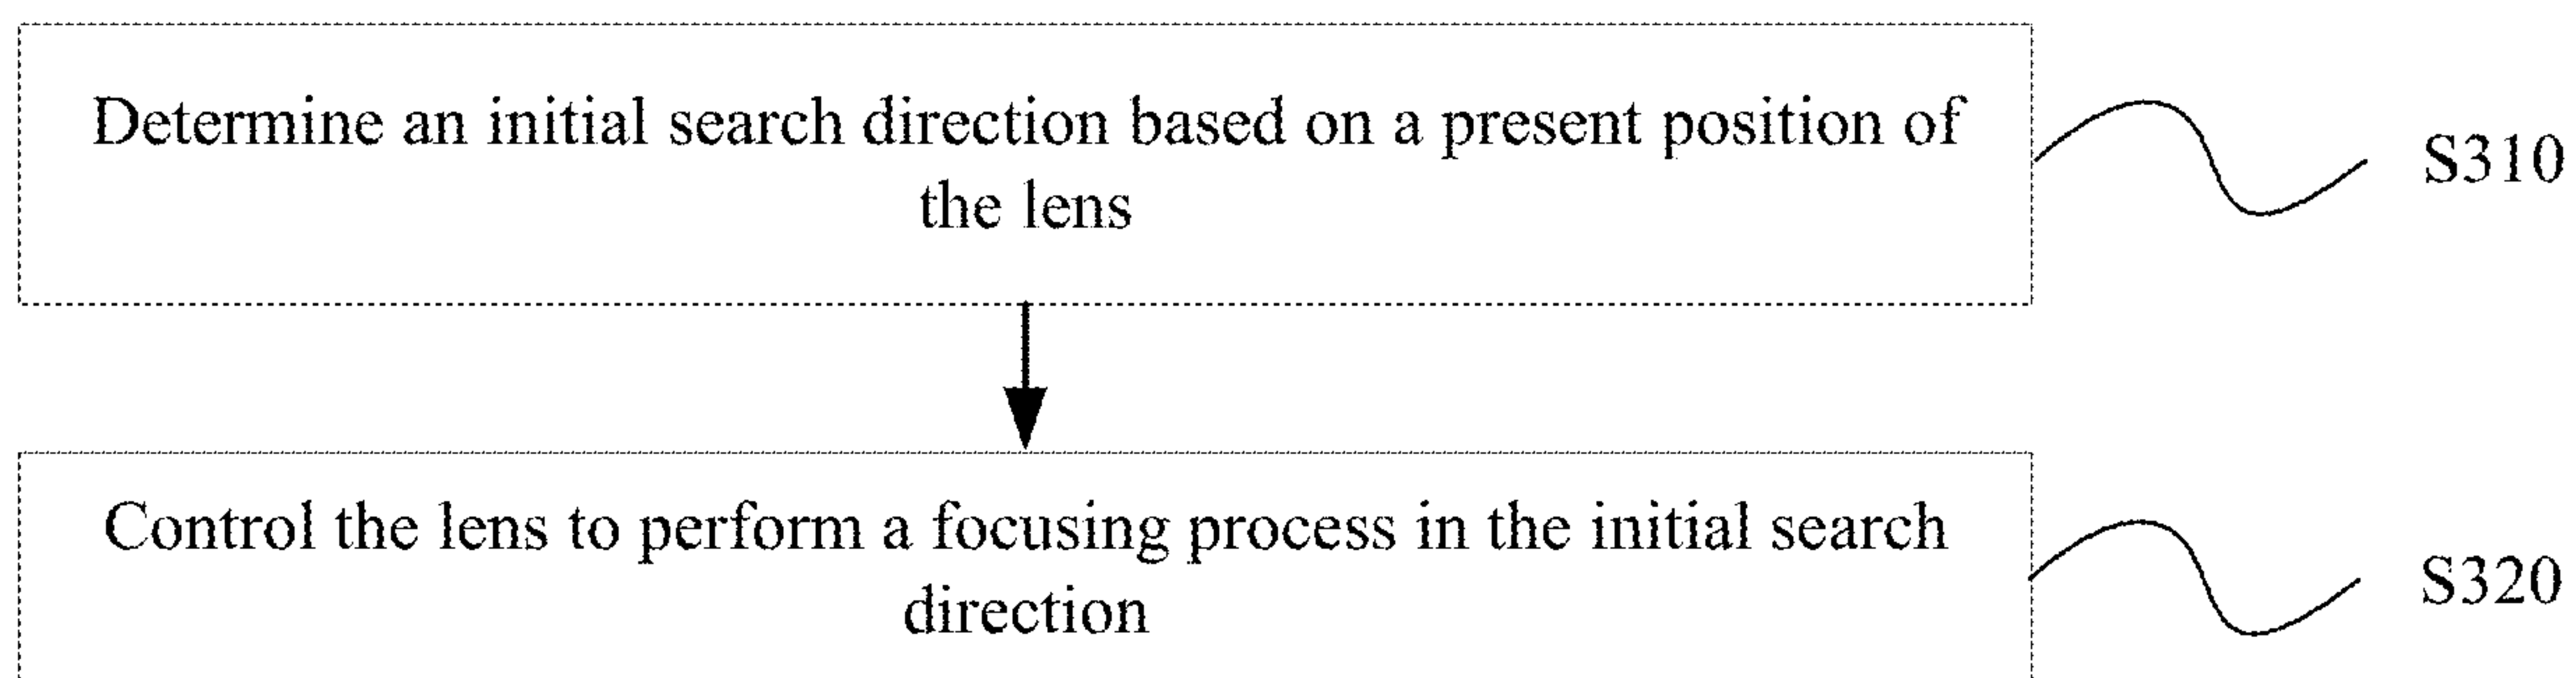 Determine an initial search direction based on a present position of
the lens
S310
Control the lens to perform a focusing process in the initial search
direction
S320